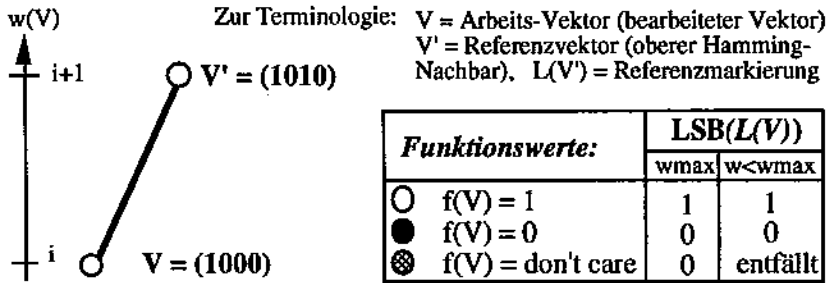 w(V)
Zur Terminologie: V = Arbeits-Vektor (bearbeiteter Vektor)
V' = Referenzvektor (oberer Hamming-
Nachbar), L(V') = Referenzmarkierung
i+1
V' = (1010)
Funktionswerte:
LSB(L(V))
wmax w<wmax
f(V) = 1 1 1
f(V) = 0 0 0
f(V) = don't care 0 entfällt
i
V = (1000)